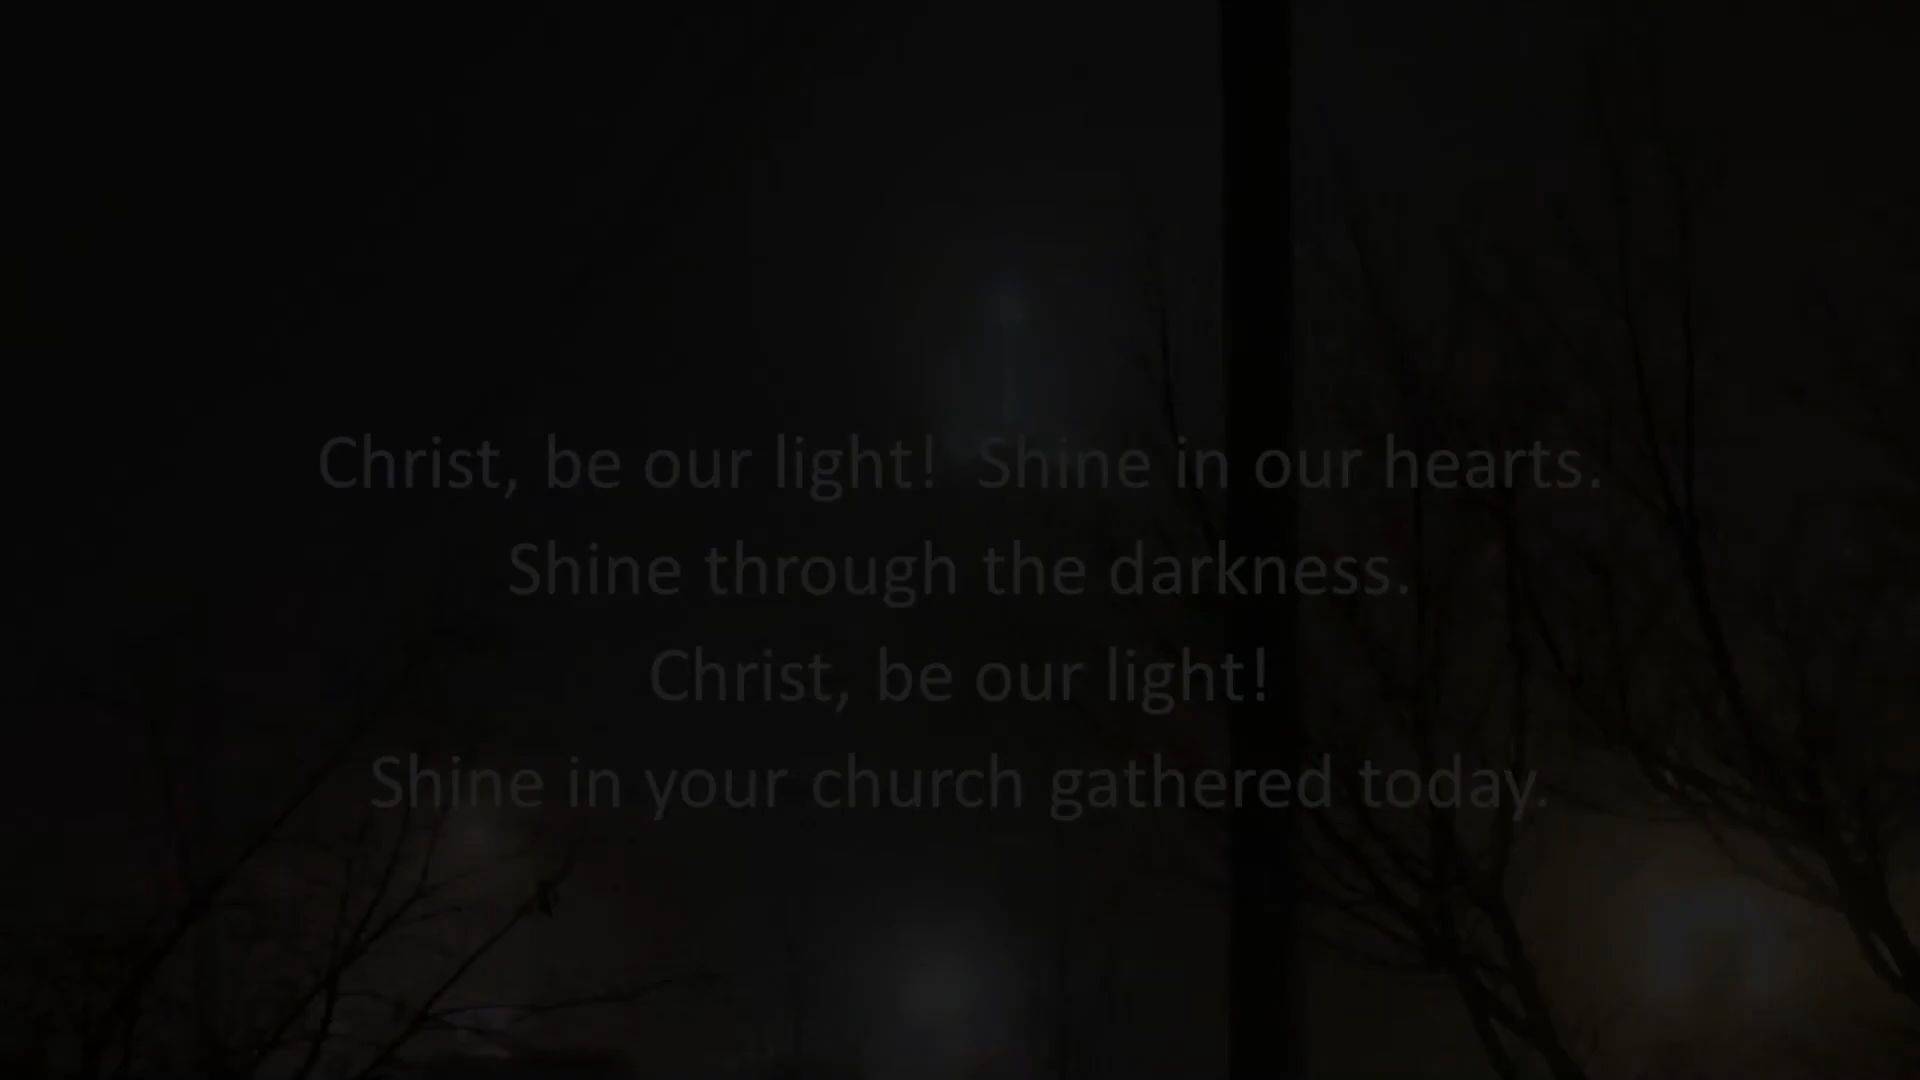 Christ, be our light!  Shine in our hearts.
Shine through the darkness.
Christ, be our light!
Shine in your church gathered today.